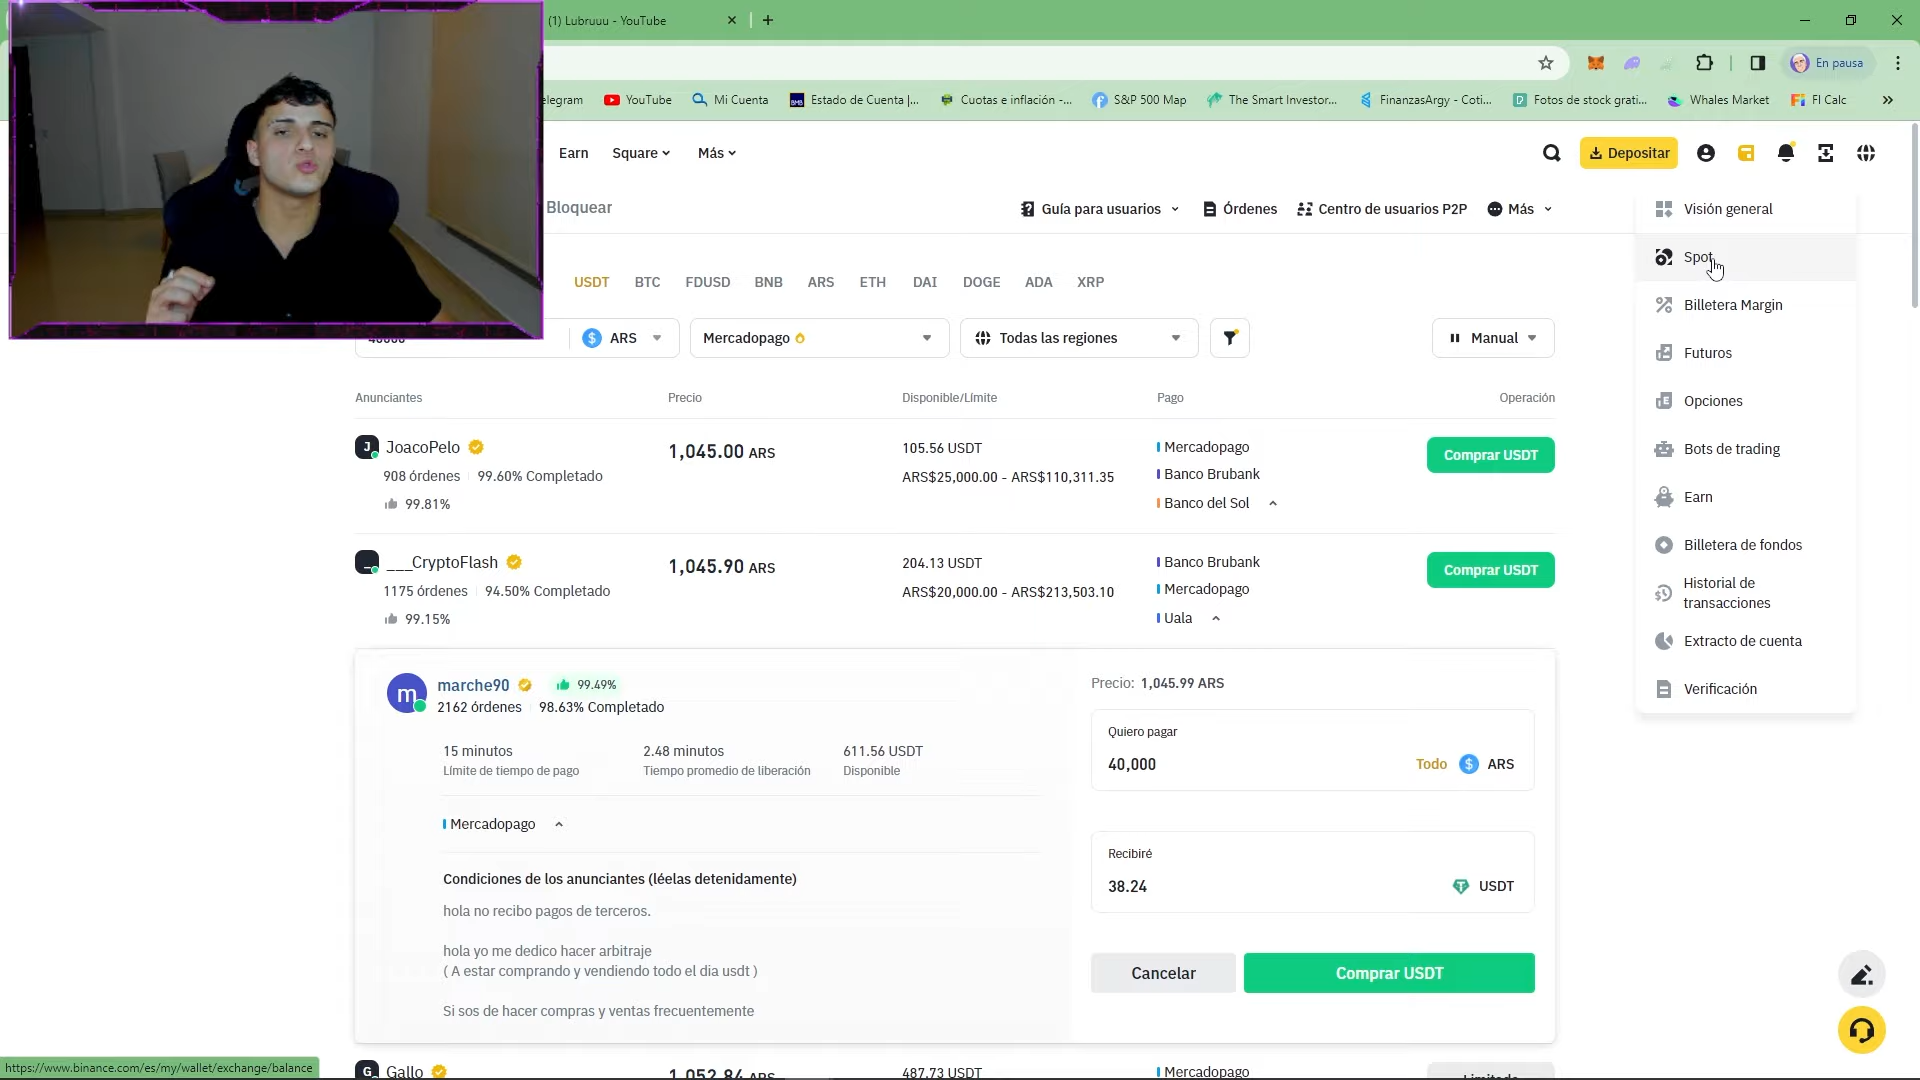 (1) Lubruuu - YouTube
En pausa
elegram
YouTube
Mi Cuenta
Estado de Cuenta |...
Cuotas e inflación -...
S&P 500 Map
The Smart Investor...
FinanzasArgy - Coti...
Fotos de stock grati...
Whales Market
FI Calc
Earn
Square
Más
Depositar
Bloquear
Guía para usuarios
Órdenes
Centro de usuarios P2P
Más
Visión general
Spot
Billetera Margin
Futuros
Opciones
Bots de trading
Earn
Billetera de fondos
Historial de
transacciones
Extracto de cuenta
Verificación
USDT
BTC
FDUSD
BNB
ARS
ETH
DAI
DOGE
ADA
XRP
ARS
Mercadopago
Todas las regiones
Manual
Anunciantes
Precio
Disponible/Límite
Pago
Operación
J JoacoPelo
908 órdenes
99.60% Completado
99.81%
1,045.00 ARS
105.56 USDT
ARS$25,000.00 - ARS$110,311.35
Mercadopago
Banco Brubank
Banco del Sol
Comprar USDT
_ ___CryptoFlash
1175 órdenes
94.50% Completado
99.15%
1,045.90 ARS
204.13 USDT
ARS$20,000.00 - ARS$213,503.10
Banco Brubank
Mercadopago
Uala
Comprar USDT
m marche90
99.49%
2162 órdenes
98.63% Completado
15 minutos
Límite de tiempo de pago
2.48 minutos
Tiempo promedio de liberación
611.56 USDT
Disponible
Mercadopago
Condiciones de los anunciantes (léelas detenidamente)
hola no recibo pagos de terceros.
hola yo me dedico hacer arbitraje
( A estar comprando y vendiendo todo el dia usdt )
Si sos de hacer compras y ventas frecuentemente
Precio: 1,045.99 ARS
Quiero pagar
40,000
Todo
ARS
Recibiré
38.24
USDT
Cancelar
Comprar USDT
G Gallo
1,052.84 ARS
487.73 USDT
Mercadopago
https://www.binance.com/es/my/wallet/exchange/balance